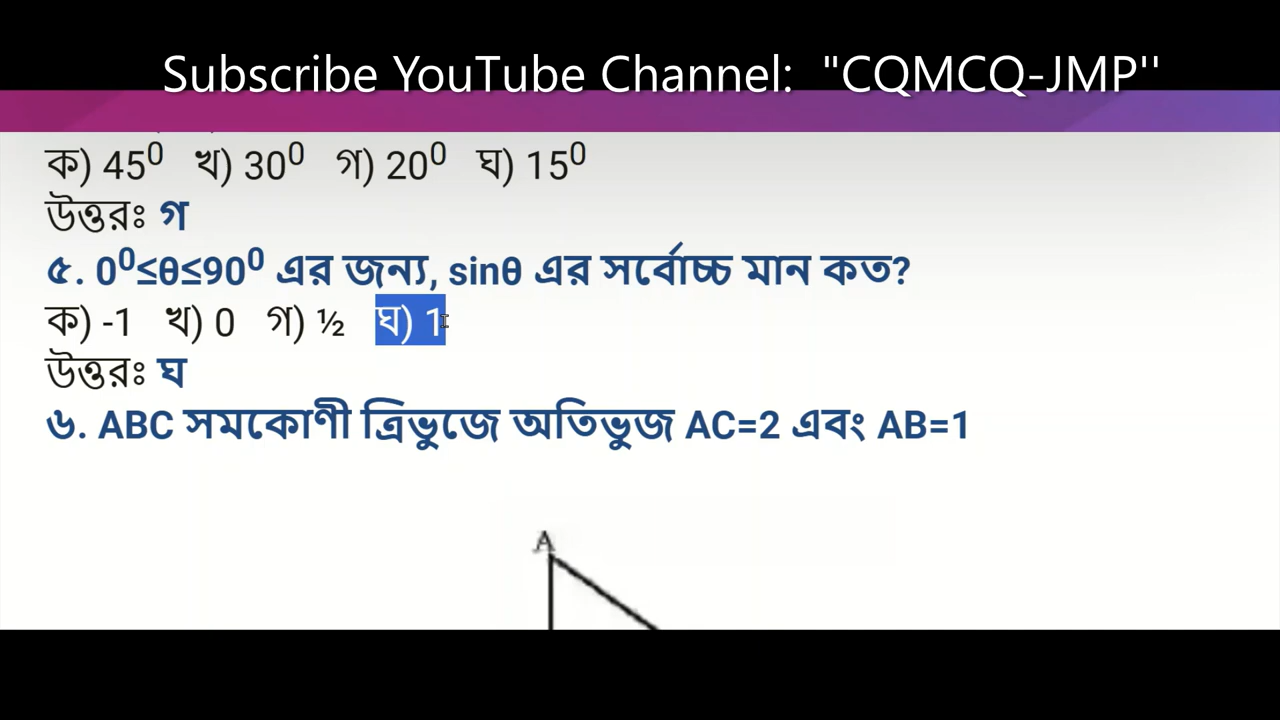 Subscribe YouTube Channel:  "CQMCQ-JMP''
ক) 45⁰ খ) 30⁰ গ) 20⁰ ঘ) 15⁰
উত্তরঃ গ
৫. 0⁰≤θ≤90⁰ এর জন্য, sinθ এর সর্বোচ্চ মান কত?
ক) -1 খ) 0 গ) ½ ঘ) 1
উত্তরঃ ঘ
৬. ABC সমকোণী ত্রিভুজে অতিভুজ AC=2 এবং AB=1
A